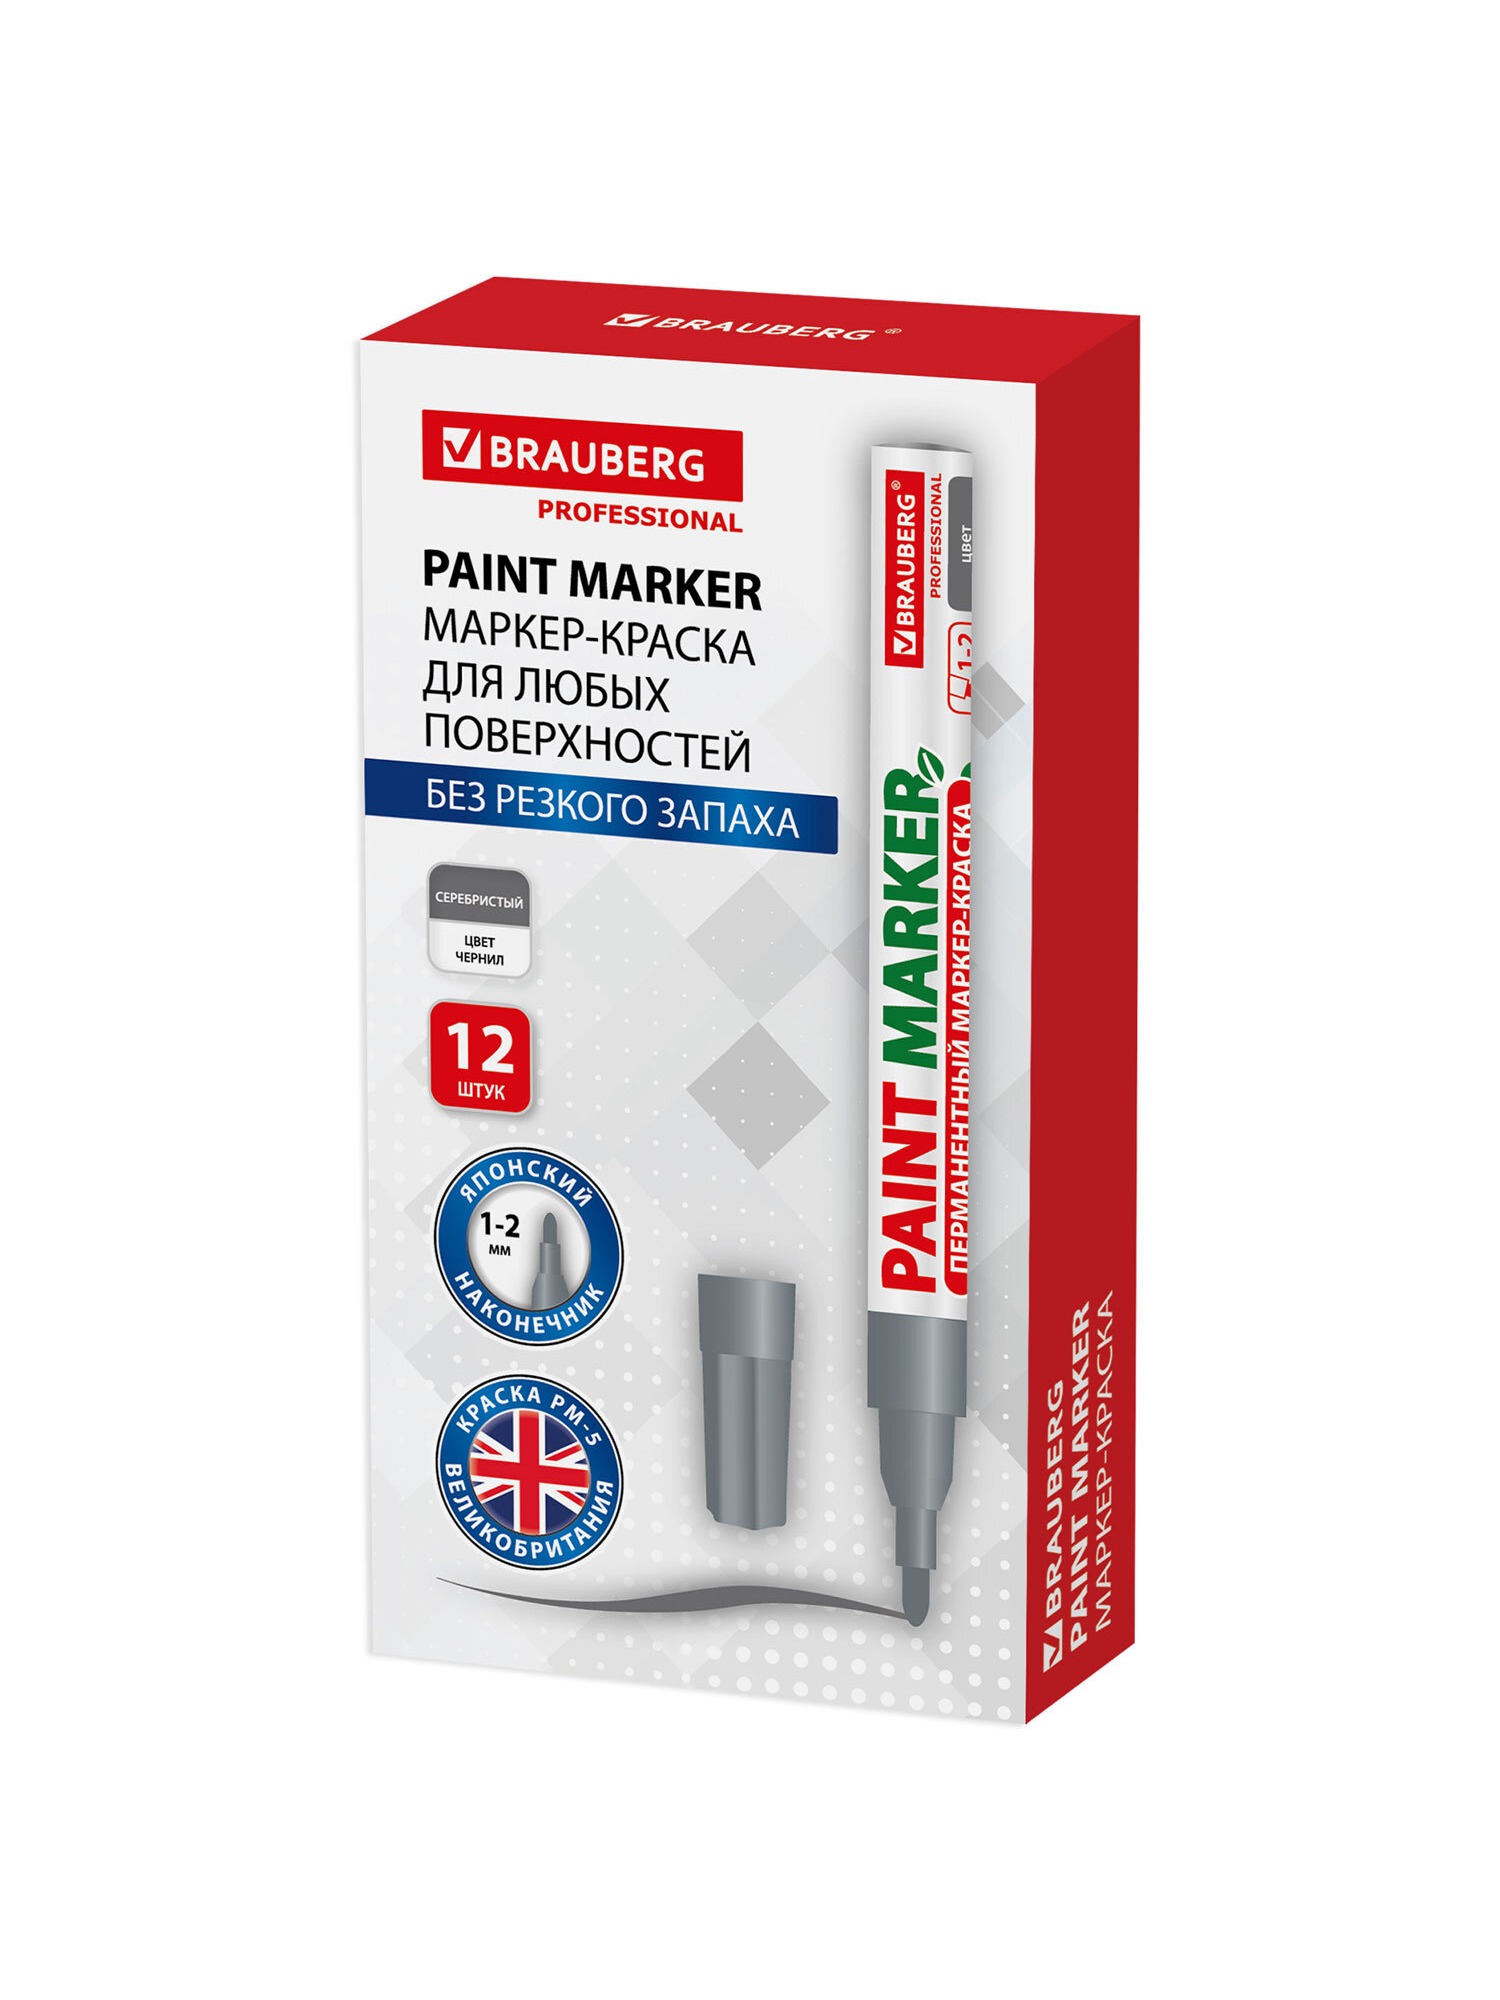 BRAUBERG ®
BRAUBERG
PROFESSIONAL
PAINT MARKER
МАРКЕР-КРАСКА
ДЛЯ ЛЮБЫХ
ПОВЕРХНОСТЕЙ
БЕЗ РЕЗКОГО ЗАПАХА
СЕРЕБРИСТЫЙ
ЦВЕТ
ЧЕРНИЛ
12
ШТУК
ЯПОНСКИЙ
1-2
ММ
НАКОНЕЧНИК
КРАСКА PM-5
ВЕЛИКОБРИТАНИЯ
BRAUBERG®
PROFESSIONAL
цвет
1-2
PAINT MARKER
ПЕРМАНЕНТНЫЙ МАРКЕР-КРАСКА
BRAUBERG
PAINT MARKER
МАРКЕР-КРАСКА